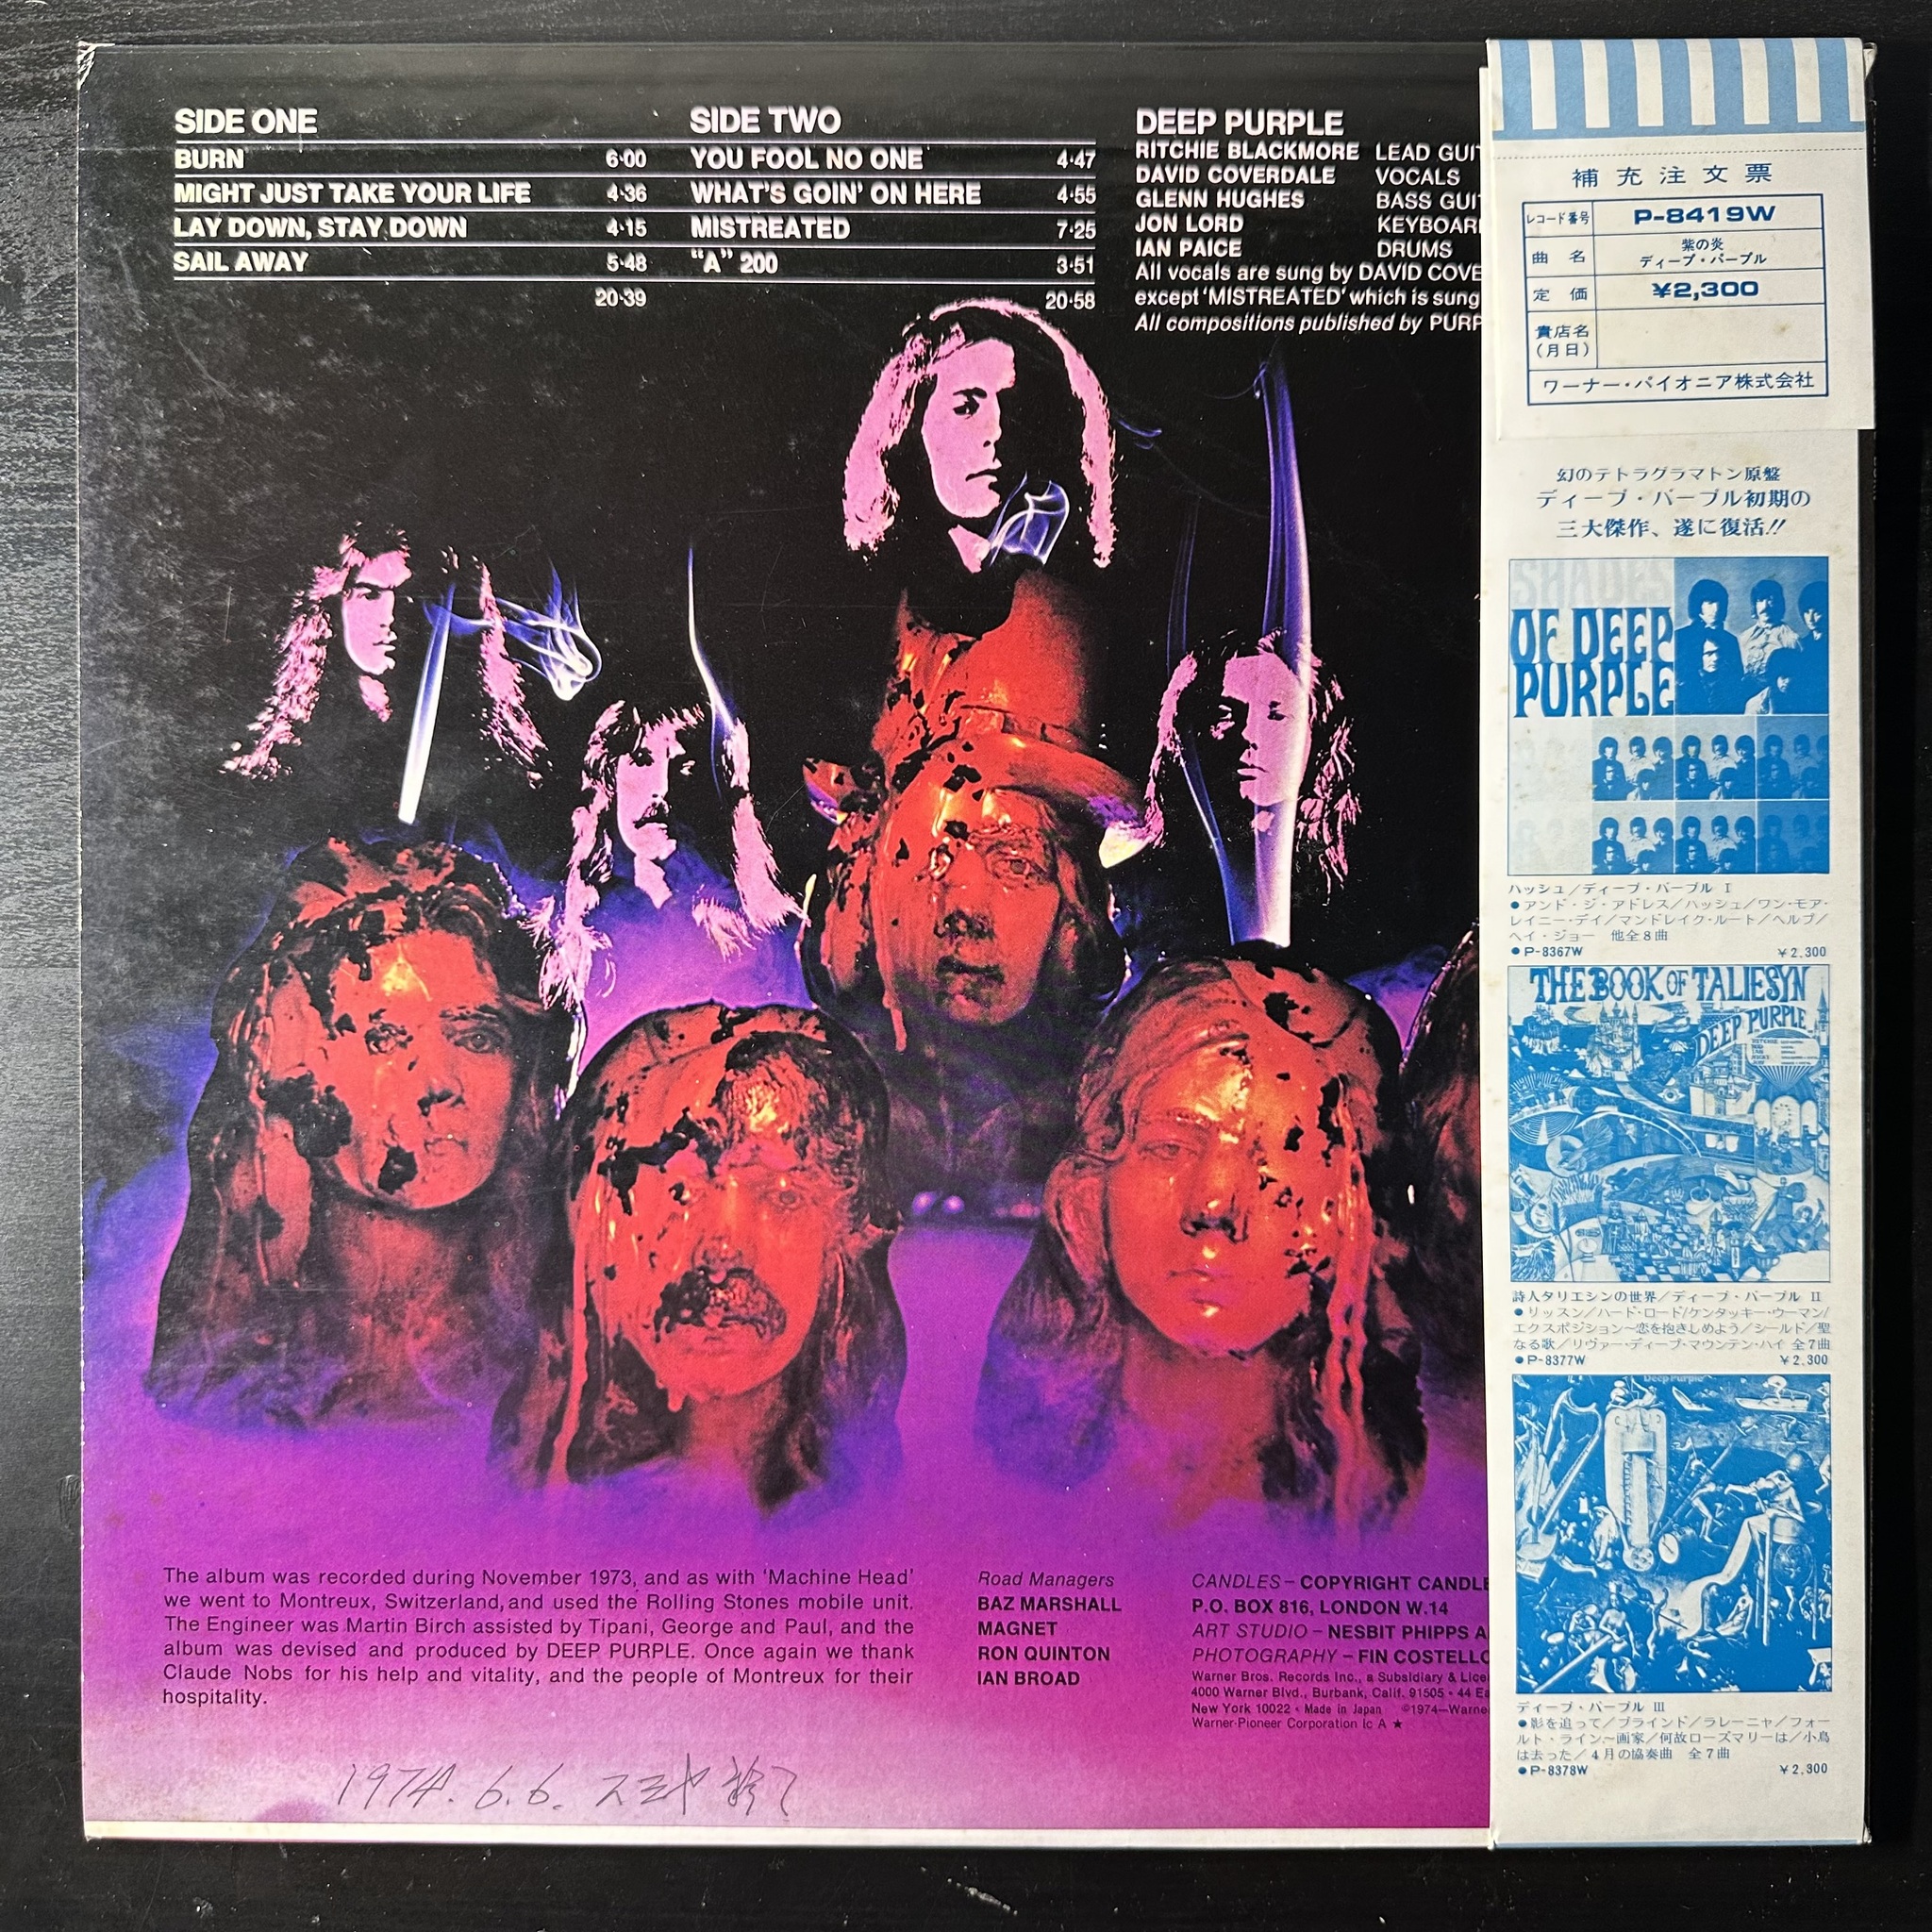 SIDE ONE
BURN 6·00
MIGHT JUST TAKE YOUR LIFE 4·36
LAY DOWN, STAY DOWN 4·15
SAIL AWAY 5·48
20·39
SIDE TWO
YOU FOOL NO ONE 4·47
WHAT'S GOIN' ON HERE 4·55
MISTREATED 7·25
“A” 200 3·51
20·58
DEEP PURPLE
RITCHIE BLACKMORE LEAD GUI
DAVID COVERDALE VOCALS
GLENN HUGHES BASS GUI
JON LORD KEYBOAR
IAN PAICE DRUMS
All vocals are sung by DAVID COVE
except 'MISTREATED' which is sung
All compositions published by PURP
The album was recorded during November 1973, and as with 'Machine Head'
we went to Montreux, Switzerland, and used the Rolling Stones mobile unit.
The Engineer was Martin Birch assisted by Tipani, George and Paul, and the
album was devised and produced by DEEP PURPLE. Once again we thank
Claude Nobs for his help and vitality, and the people of Montreux for their
hospitality.
Road Managers
BAZ MARSHALL
MAGNET
RON QUINTON
IAN BROAD
CANDLES – COPYRIGHT CANDLE
P.O. BOX 816, LONDON W.14
ART STUDIO – NESBIT PHIPPS A
PHOTOGRAPHY – FIN COSTELLO
Warner Bros. Records Inc., a Subsidiary & Lice
4000 Warner Blvd., Burbank, Calif. 91505 • 44 Ea
New York 10022 • Made in Japan ©1974—Warne
Warner-Pioneer Corporation Ic A ★
1974. 6.6.
補充注文票
レコード番号 P-8419W
曲名 紫の炎
ディープ・パープル
定価 ¥2,300
貴店名
(月日)
ワーナー・パイオニア株式会社
幻のテトラグラマトン原盤
ディープ・パープル初期の
三大傑作、遂に復活!!
SHADES
OF DEEP
PURPLE
ハッシュ／ディープ・パープル I
●アンド・ジ・アドレス／ハッシュ／ワン・モア・
レイニー・デイ／マンドレイク・ルート／ヘルプ／
ヘイ・ジョー 他全8曲
●P-8367W ¥2,300
THE BOOK OF TALIESYN
DEEP PURPLE
詩人タリエシンの世界／ディープ・パープル II
●リッスン／ハード・ロード／ケンタッキー・ウーマン／
エクスポジション〜恋を抱きしめよう／シールド／聖
なる歌／リヴァー・ディープ・マウンテン・ハイ 全7曲
●P-8377W ¥2,300
Deep Purple
ディープ・パープル III
●影を追って／ブラインド／ラレーニャ／フォー
ルト・ライン〜画家／何故ローズマリーは／小鳥
は去った／4月の協奏曲 全7曲
●P-8378W ¥2,300